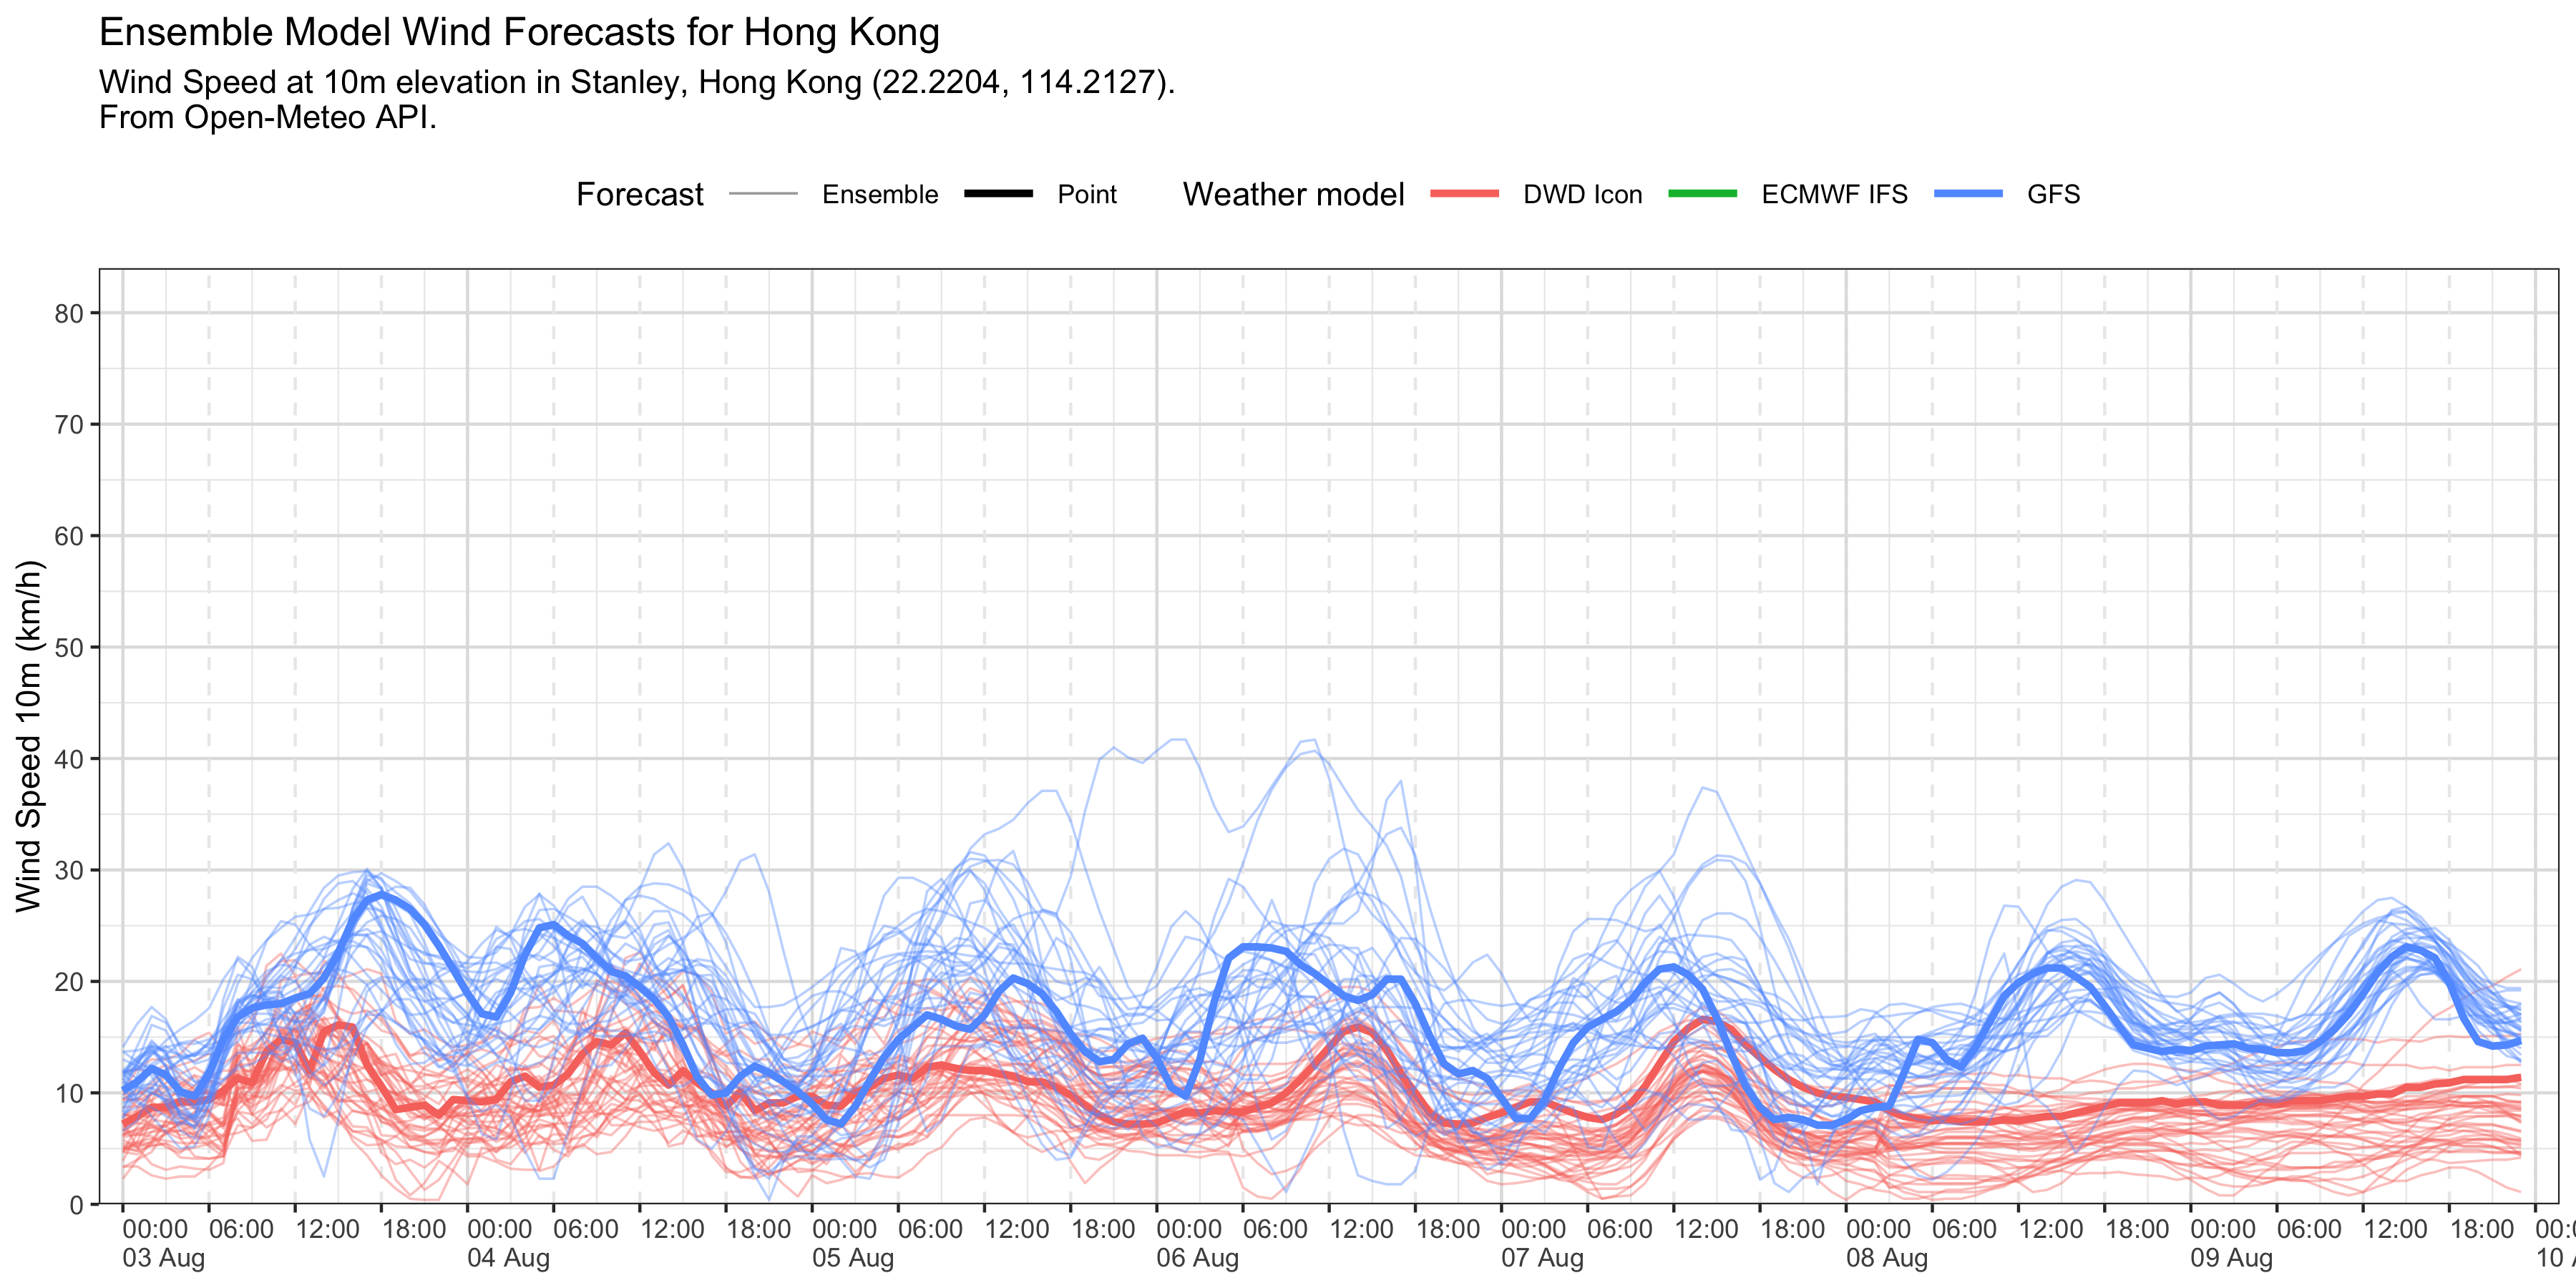 Ensemble Model Wind Forecasts for Hong Kong
Wind Speed at 10m elevation in Stanley, Hong Kong (22.2204, 114.2127).
From Open-Meteo API.
Forecast Ensemble Point Weather model DWD Icon ECMWF IFS GFS
Wind Speed 10m (km/h)
80
70
60
50
40
30
20
10
0
00:00 06:00 12:00 18:00 00:00 06:00 12:00 18:00 00:00 06:00 12:00 18:00 00:00 06:00 12:00 18:00 00:00 06:00 12:00 18:00 00:00 06:00 12:00 18:00 00:00 06:00 12:00 18:00 00:0
03 Aug 04 Aug 05 Aug 06 Aug 07 Aug 08 Aug 09 Aug 10 A